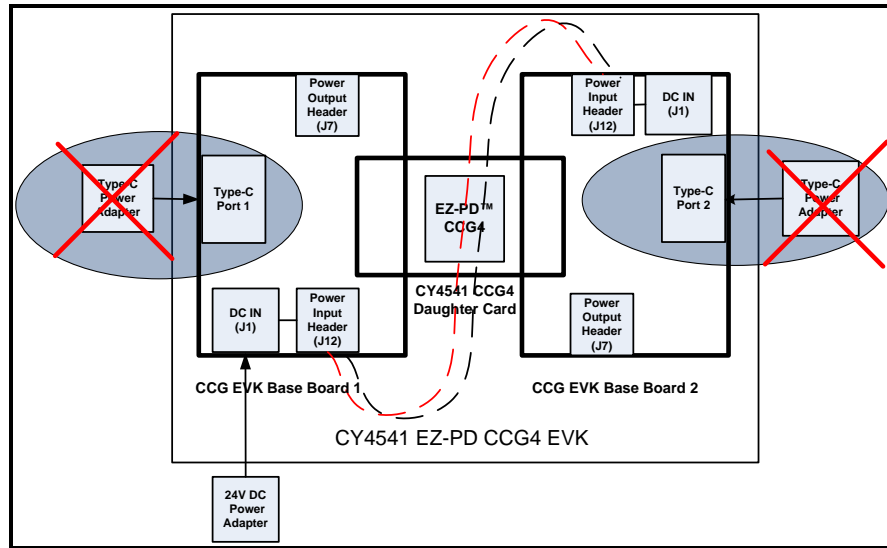 Power
Output
Header
(J7)
Power
Input
Header
(J12)
DC IN
(J1)
Type-C
Power
Adapter
Type-C
Port 1
EZ-PD™
CCG4
Type-C
Port 2
Type-C
Power
Adapter
DC IN
(J1)
Power
Input
Header
(J12)
CY4541 CCG4
Daughter Card
Power
Output
Header
(J7)
CCG EVK Base Board 1
CCG EVK Base Board 2
CY4541 EZ-PD CCG4 EVK
24V DC
Power
Adapter